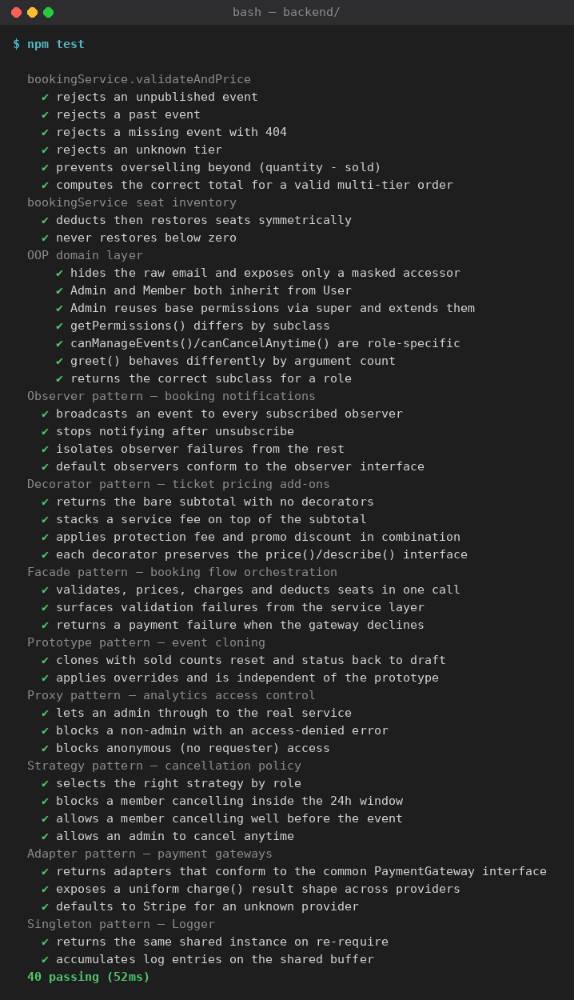 bash — backend/
$ npm test
bookingService.validateAndPrice
✔ rejects an unpublished event
✔ rejects a past event
✔ rejects a missing event with 404
✔ rejects an unknown tier
✔ prevents overselling beyond (quantity - sold)
✔ computes the correct total for a valid multi-tier order
bookingService seat inventory
✔ deducts then restores seats symmetrically
✔ never restores below zero
OOP domain layer
✔ hides the raw email and exposes only a masked accessor
✔ Admin and Member both inherit from User
✔ Admin reuses base permissions via super and extends them
✔ getPermissions() differs by subclass
✔ canManageEvents()/canCancelAnytime() are role-specific
✔ greet() behaves differently by argument count
✔ returns the correct subclass for a role
Observer pattern — booking notifications
✔ broadcasts an event to every subscribed observer
✔ stops notifying after unsubscribe
✔ isolates observer failures from the rest
✔ default observers conform to the observer interface
Decorator pattern — ticket pricing add-ons
✔ returns the bare subtotal with no decorators
✔ stacks a service fee on top of the subtotal
✔ applies protection fee and promo discount in combination
✔ each decorator preserves the price()/describe() interface
Facade pattern — booking flow orchestration
✔ validates, prices, charges and deducts seats in one call
✔ surfaces validation failures from the service layer
✔ returns a payment failure when the gateway declines
Prototype pattern — event cloning
✔ clones with sold counts reset and status back to draft
✔ applies overrides and is independent of the prototype
Proxy pattern — analytics access control
✔ lets an admin through to the real service
✔ blocks a non-admin with an access-denied error
✔ blocks anonymous (no requester) access
Strategy pattern — cancellation policy
✔ selects the right strategy by role
✔ blocks a member cancelling inside the 24h window
✔ allows a member cancelling well before the event
✔ allows an admin to cancel anytime
Adapter pattern — payment gateways
✔ returns adapters that conform to the common PaymentGateway interface
✔ exposes a uniform charge() result shape across providers
✔ defaults to Stripe for an unknown provider
Singleton pattern — Logger
✔ returns the same shared instance on re-require
✔ accumulates log entries on the shared buffer
40 passing (52ms)